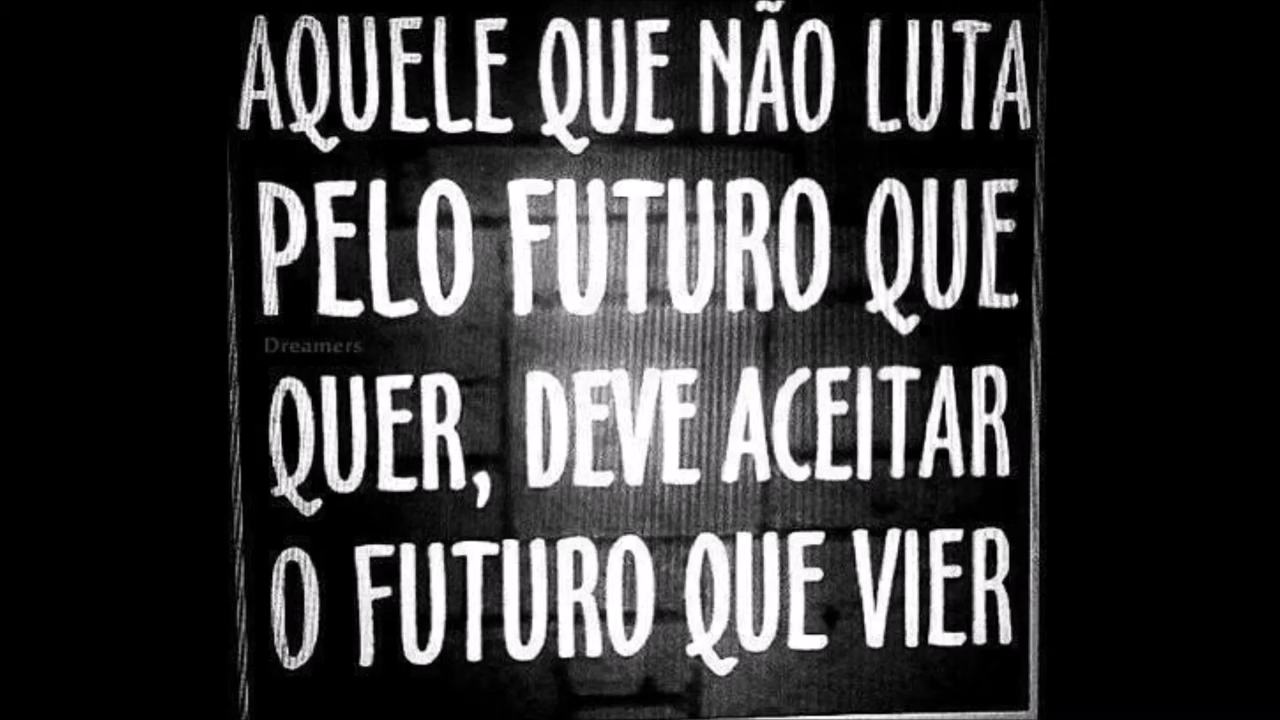 AQUELE QUE NÃO LUTA
PELO FUTURO QUE
Dreamers
QUER, DEVE ACEITAR
O FUTURO QUE VIER